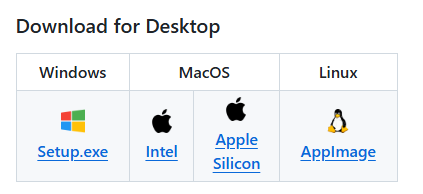 Download for Desktop
Windows MacOS Linux
Setup.exe Intel Apple Silicon AppImage